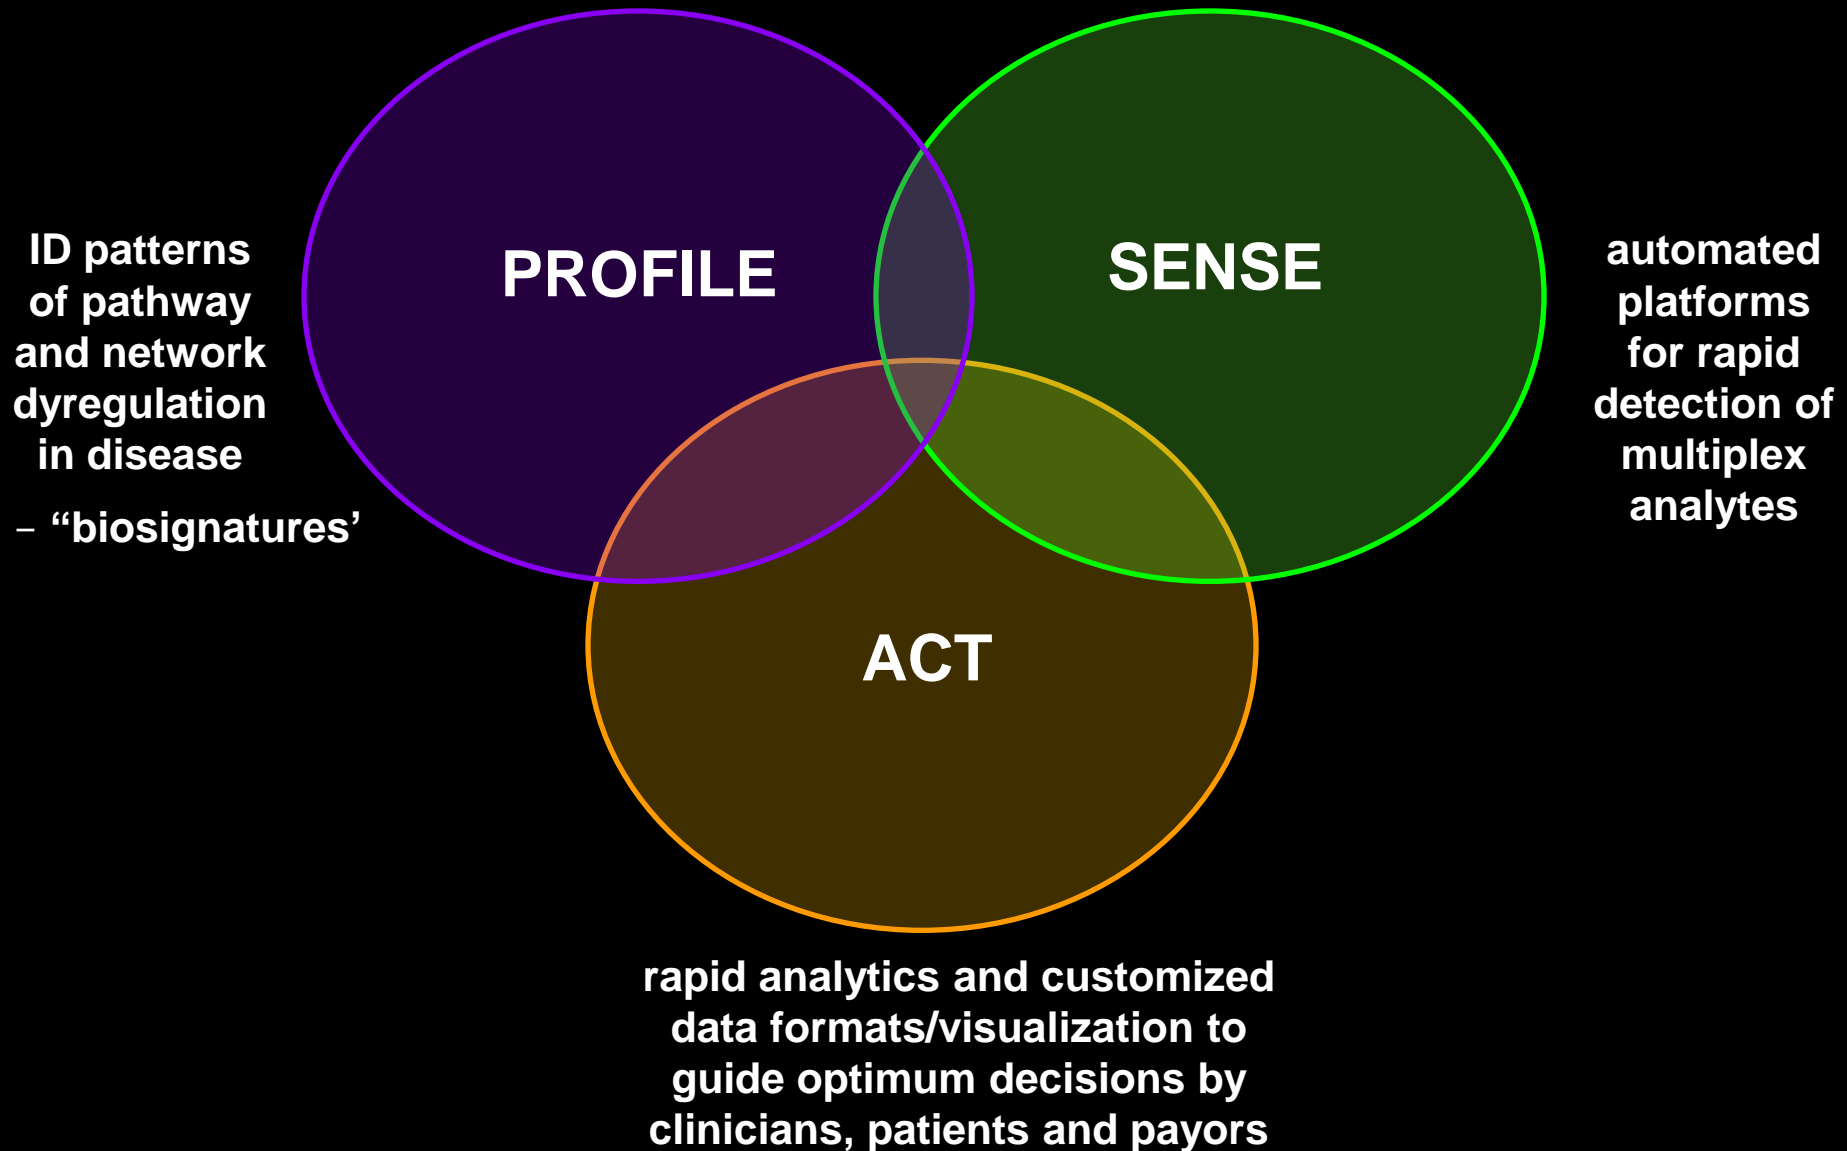 PROFILE
SENSE
ID patterns
of pathway
and network
dyregulation
in disease
– “biosignatures’
automated
platforms
for rapid
detection of
multiplex
analytes
ACT
rapid analytics and customized
data formats/visualization to
guide optimum decisions by
clinicians, patients and payors